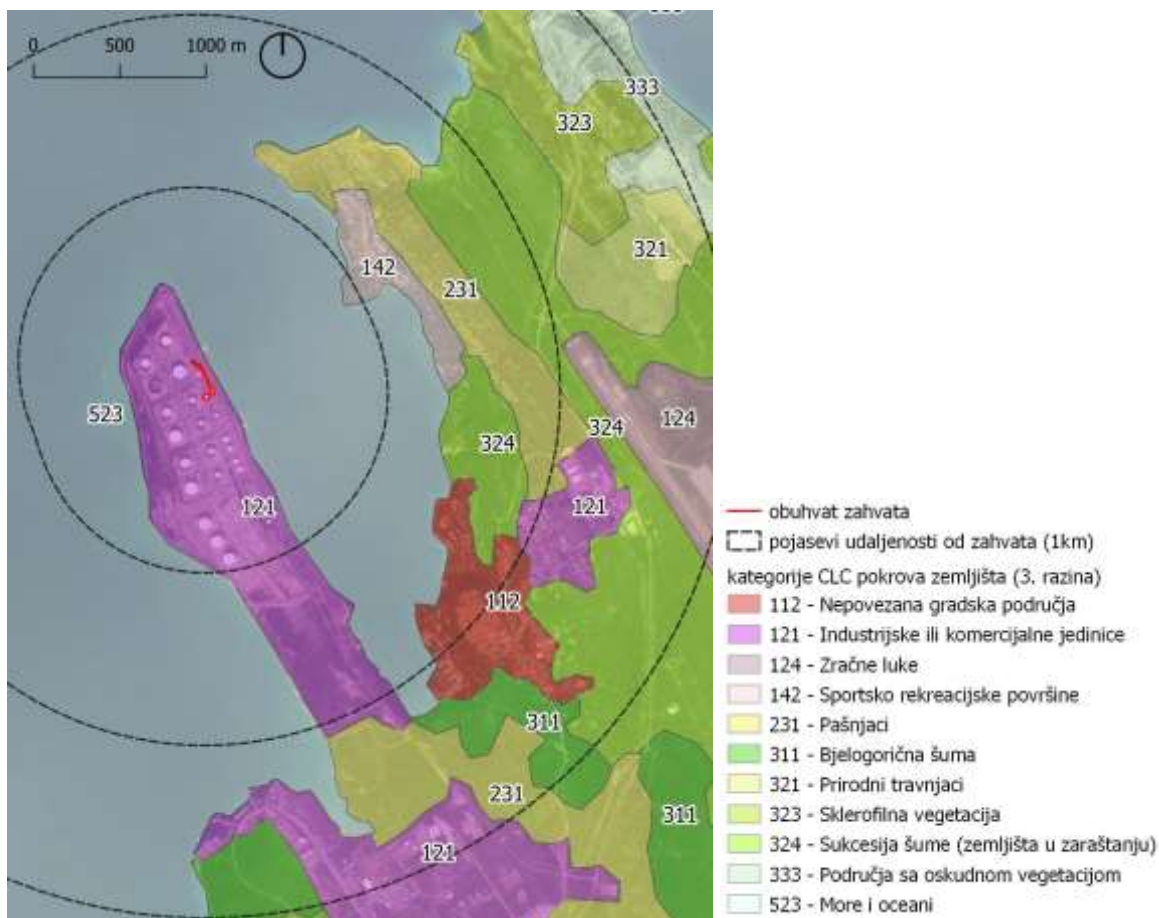 0 500 1000 m
333
323
321
142
231
523
324
324
124
121
121
112
311
231
311
121
obuhvat zahvata
pojasevi udaljenosti od zahvata (1km)
kategorije CLC pokrova zemljišta (3. razina)
112 - Nepovezana gradska područja
121 - Industrijske ili komercijalne jedinice
124 - Zračne luke
142 - Sportsko rekreacijske površine
231 - Pašnjaci
311 - Bjelogorična šuma
321 - Prirodni travnjaci
323 - Sklerofilna vegetacija
324 - Sukcesija šume (zemljišta u zaraštanju)
333 - Područja sa oskudnom vegetacijom
523 - More i oceani